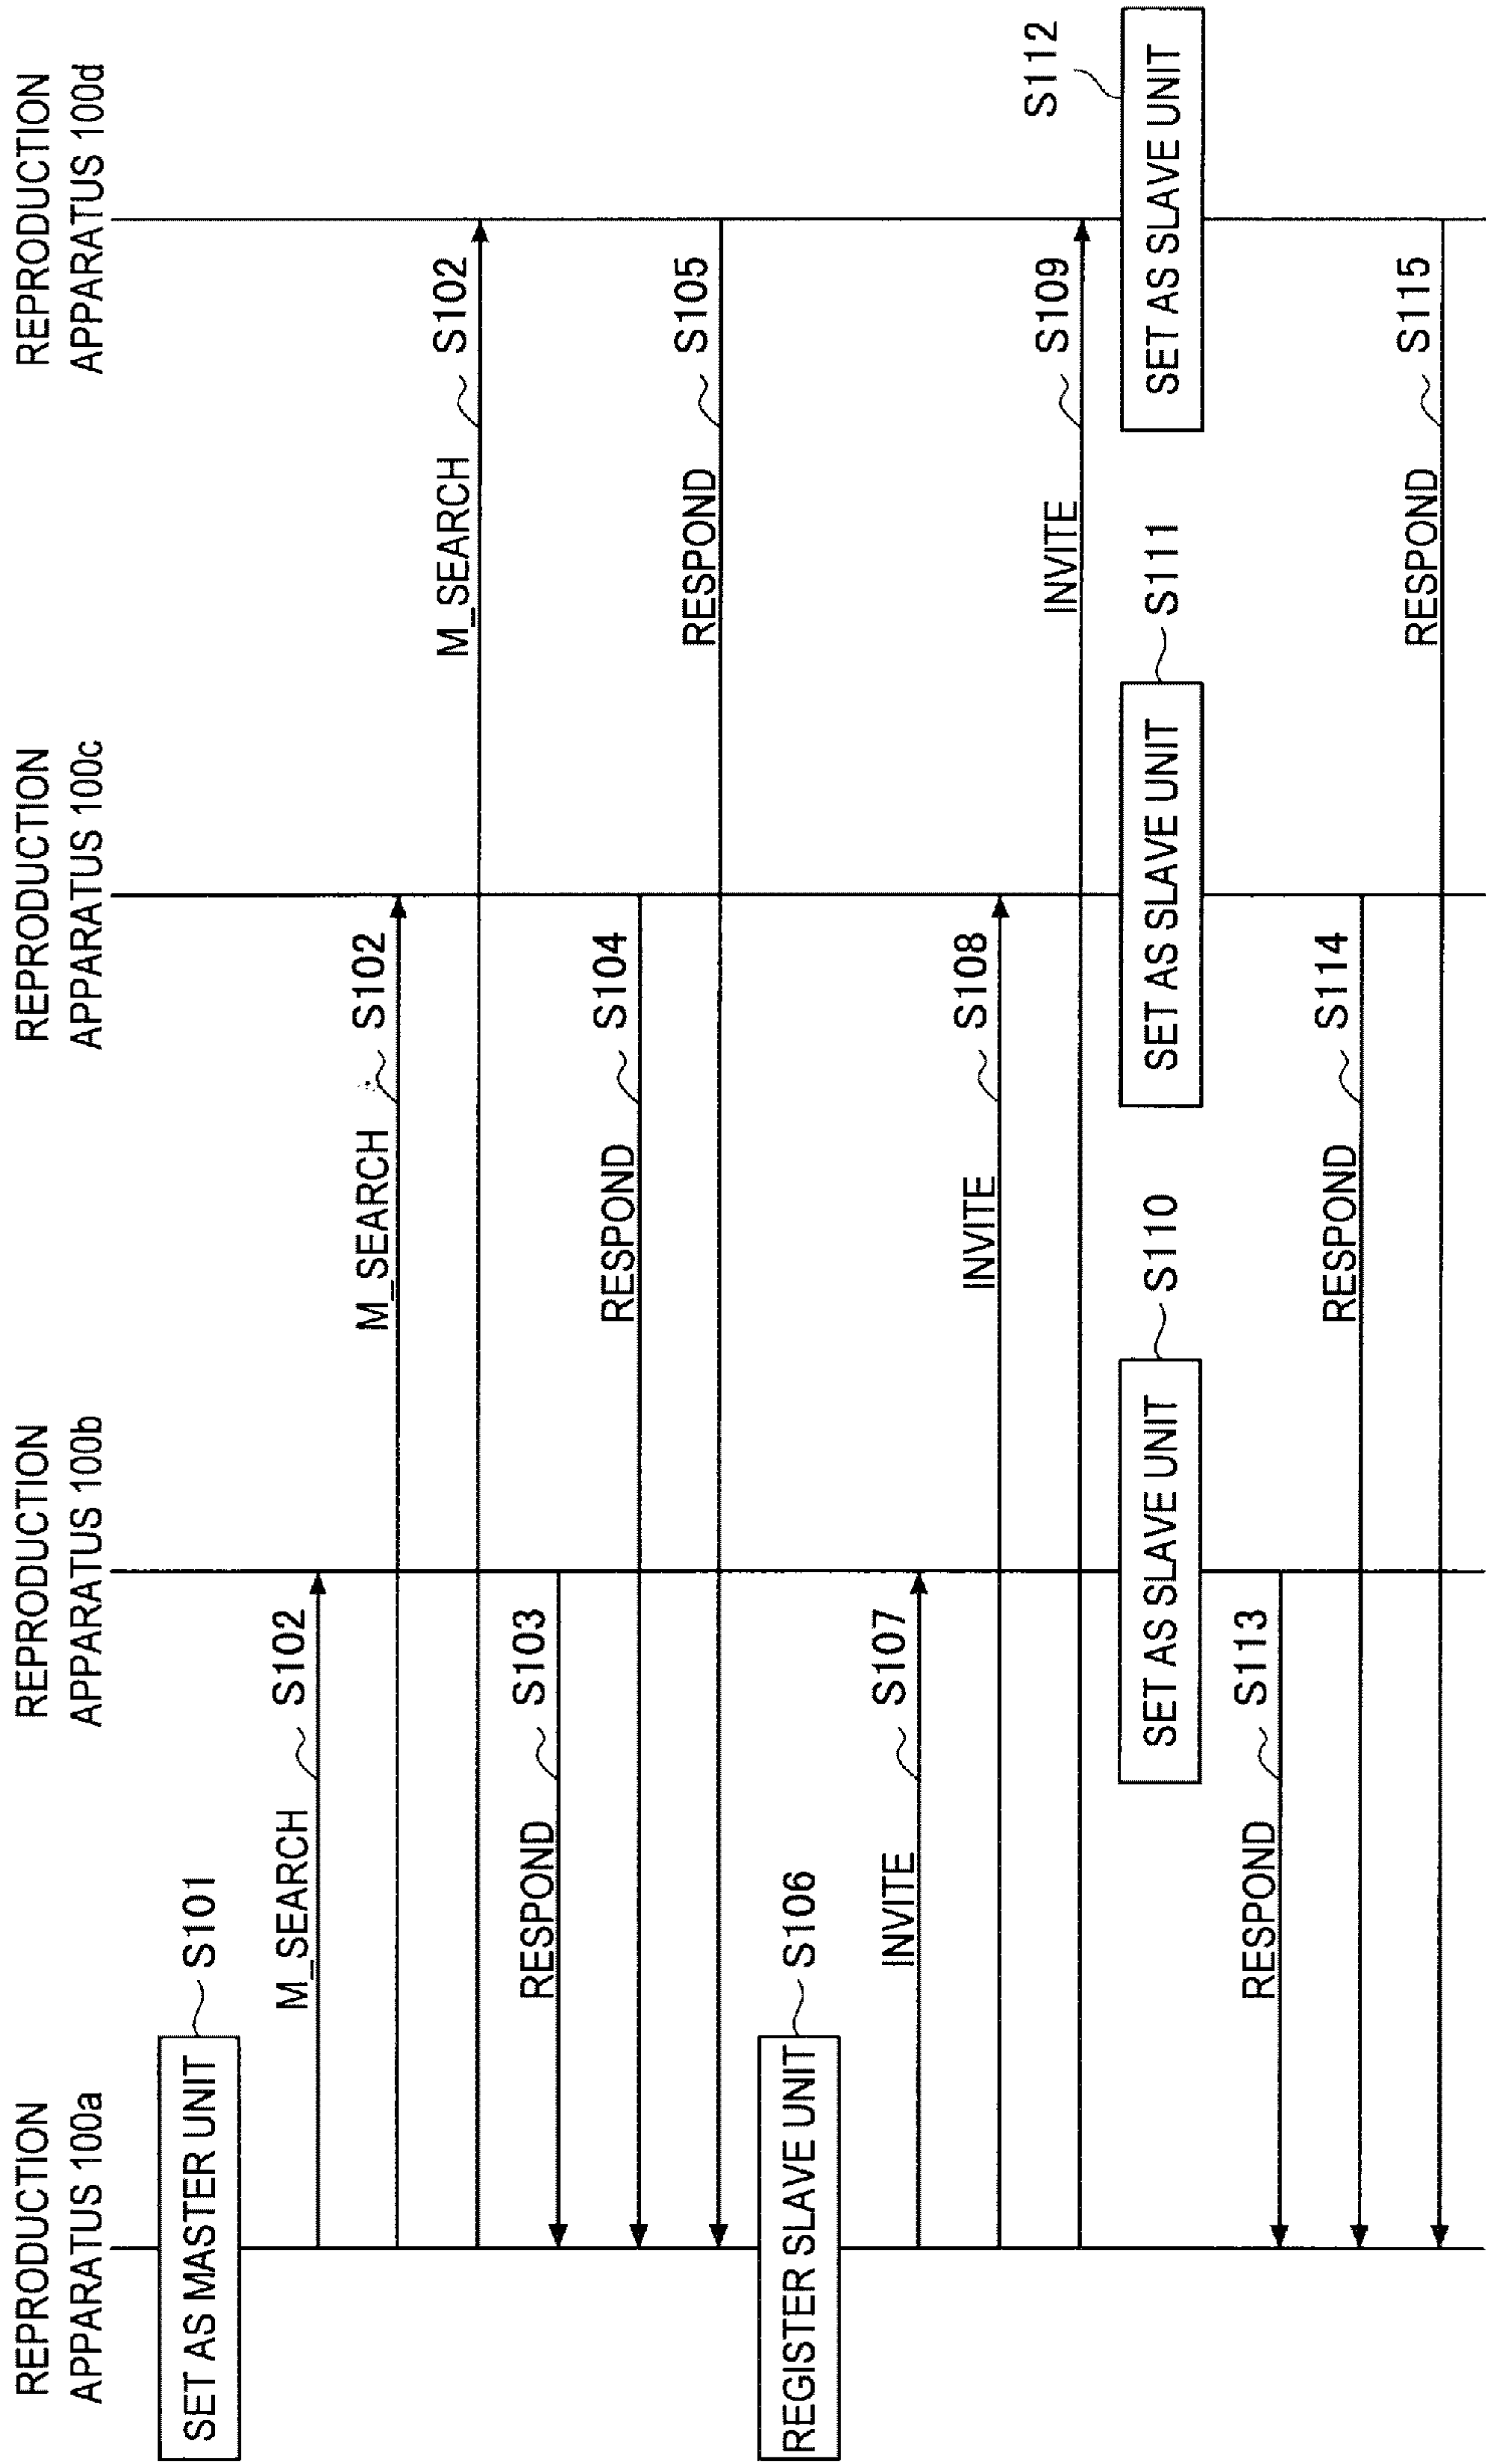 REPRODUCTION
APPARATUS 100a
REPRODUCTION
APPARATUS 100b
REPRODUCTION
APPARATUS 100c
REPRODUCTION
APPARATUS 100d
SET AS MASTER UNIT
S101
M_SEARCH
S102
M_SEARCH
S102
M_SEARCH
S102
RESPOND
S103
RESPOND
S104
RESPOND
S105
REGISTER SLAVE UNIT
S106
INVITE
S107
INVITE
S108
INVITE
S109
SET AS SLAVE UNIT
S110
SET AS SLAVE UNIT
S111
SET AS SLAVE UNIT
S112
RESPOND
S113
RESPOND
S114
RESPOND
S115